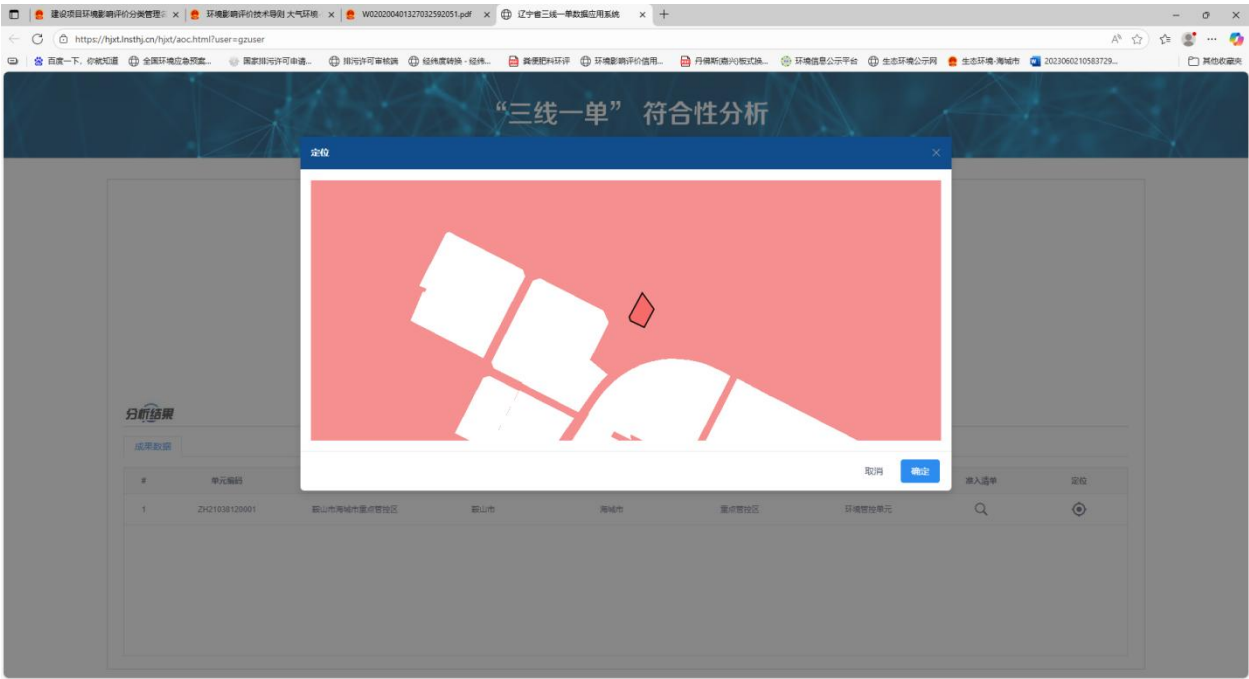 建设项目环境影响评价分类管理 环境影响评价技术导则 大气环境 W020200401327032592051.pdf 辽宁省三线一单数据应用系统
https://hjxt.lnsthj.cn/hjxt/aoc.html?user=gzuser
百度一下，你就知道 全国环境应急预案... 国家排污许可申请... 排污许可审核端 经纬度转换 - 经纬... 粪便肥料环评 环境影响评价信用... 丹佛斯(鞍兴)板式换... 环境信息公示平台 生态环境公示网 生态环境-海城市 2023060210583729... 其他收藏夹
“三线一单” 符合性分析
定位
分析结果
成果数据
取消 确定
# 单元编码 准入清单 定位
1 ZH21038120001 鞍山市海城市重点管控区 鞍山市 海城市 重点管控区 环境管控单元